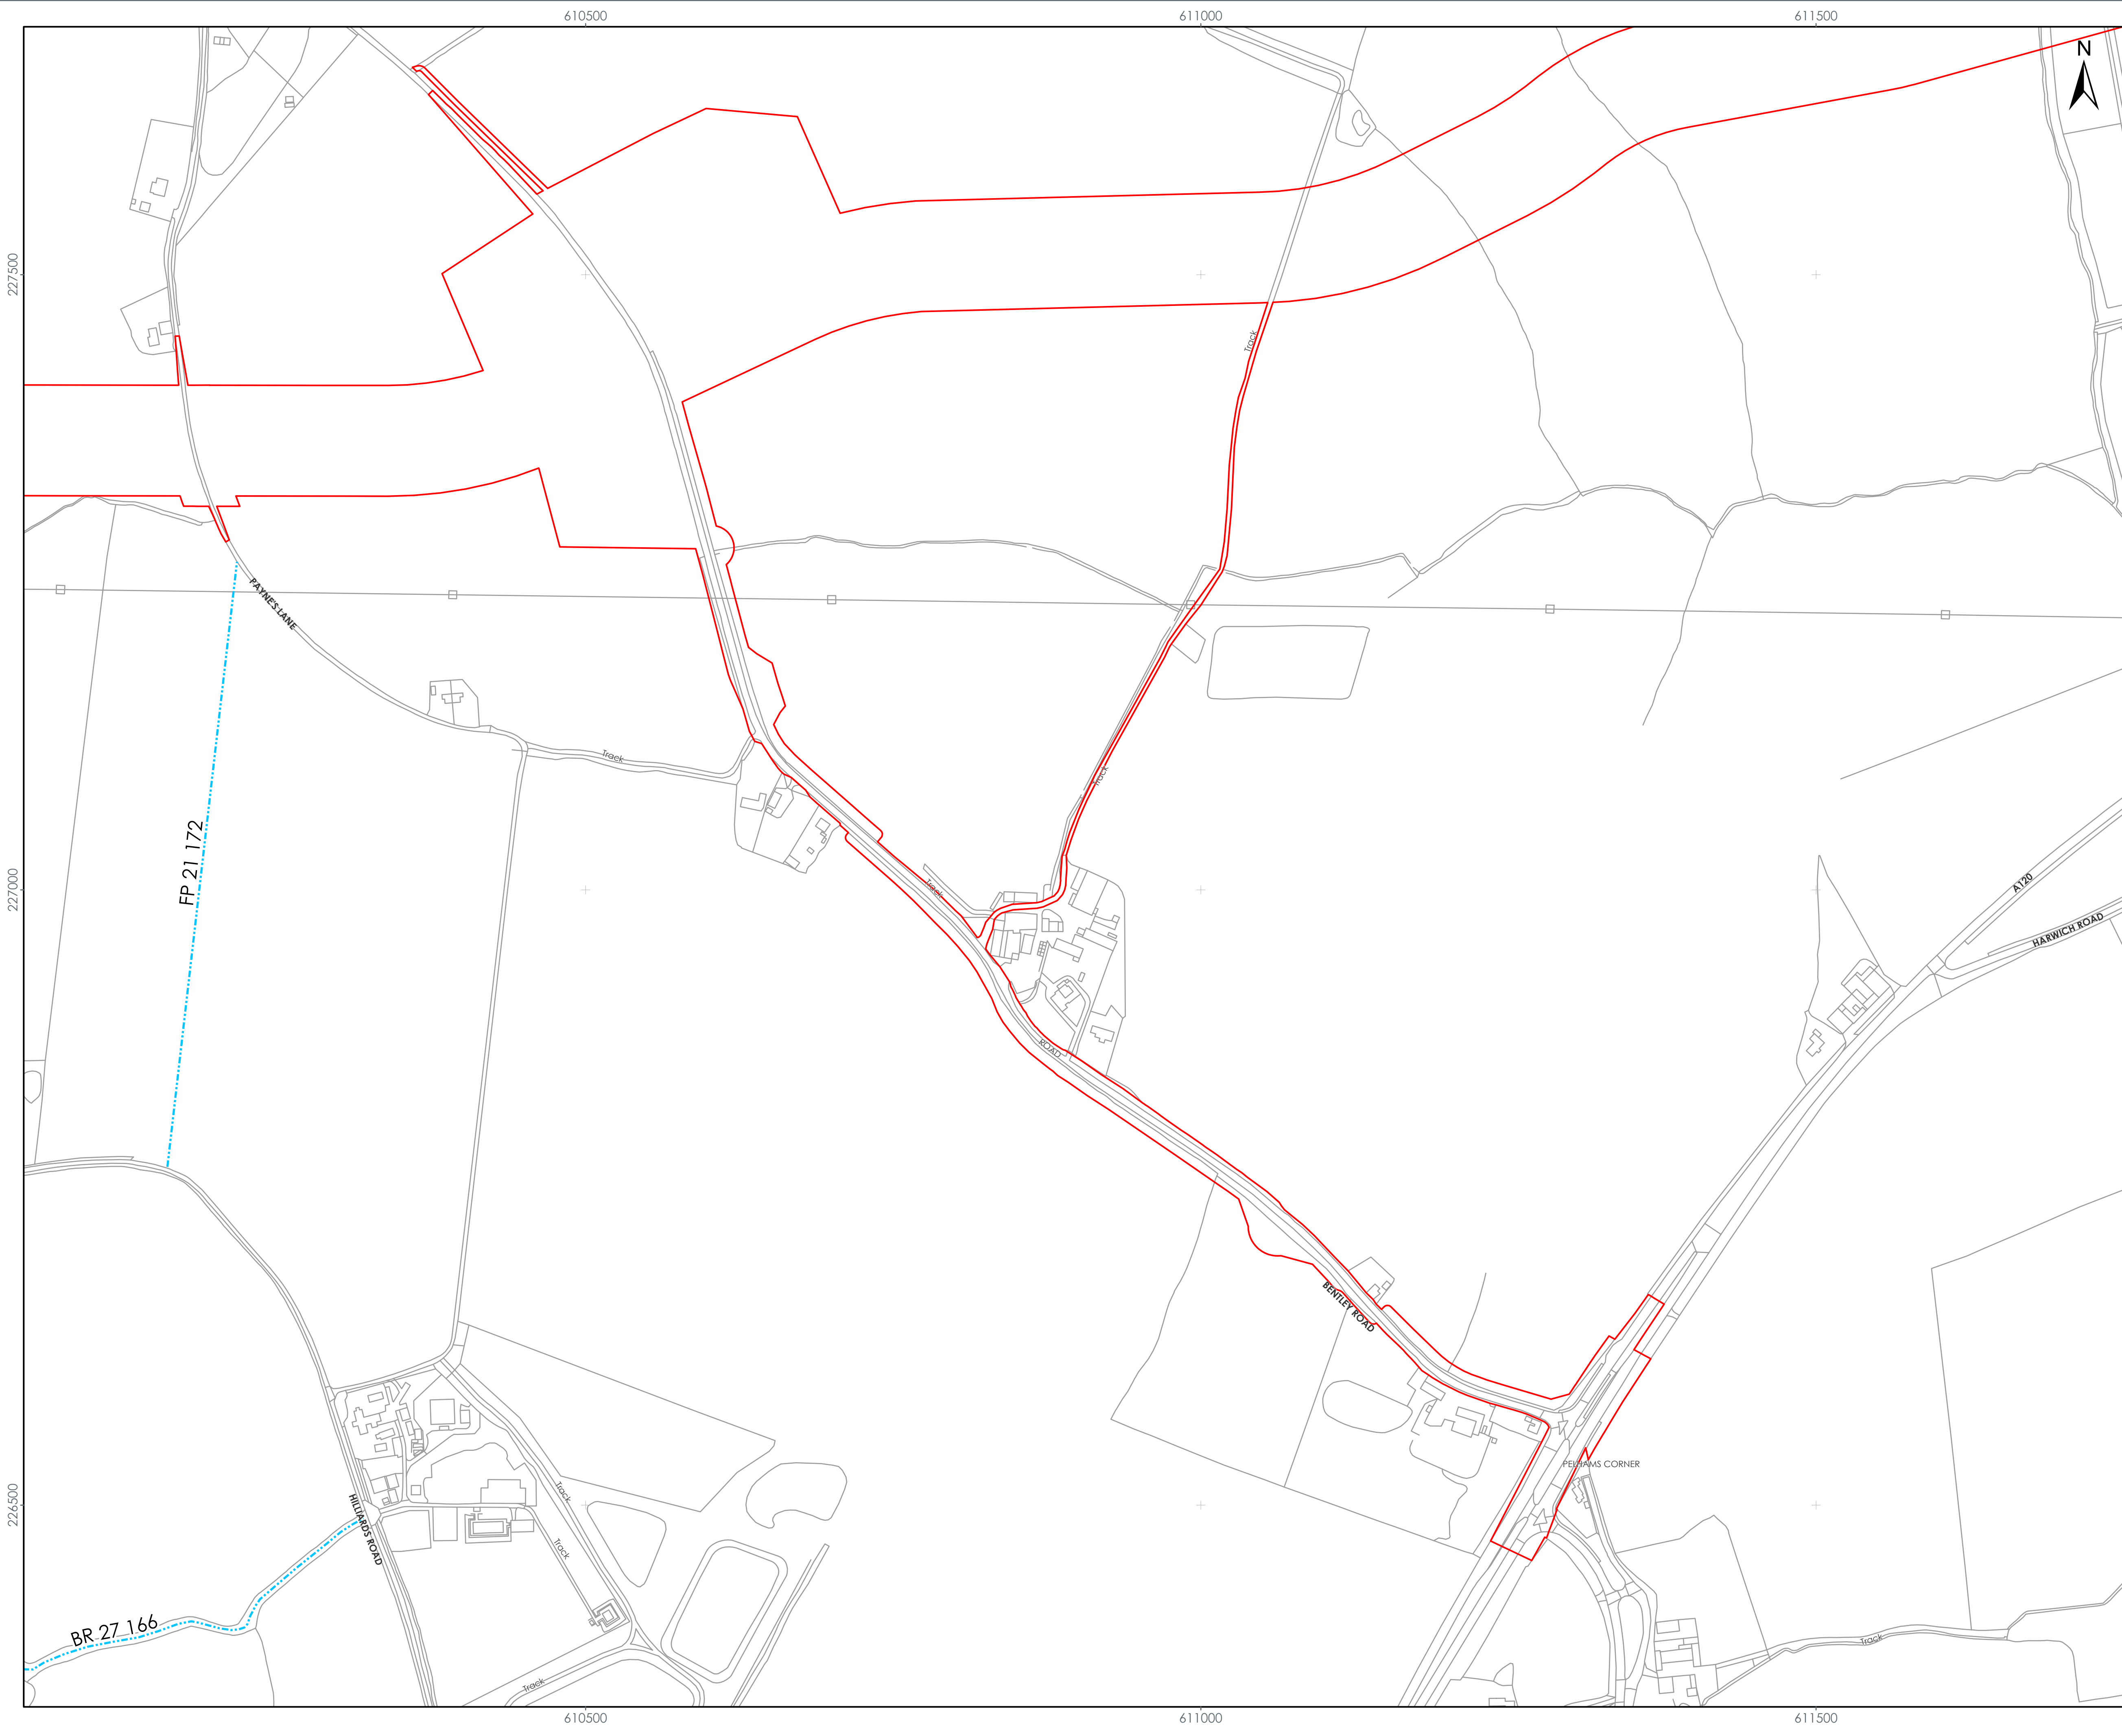 610500
611000
611500
N
227500
Track
PAYNE'S LANE
Track
Track
FP 21 172
227000
Track
A120
HARWICH ROAD
ROAD
BENTLEY ROAD
PELHAMS CORNER
226500
Track
HILLIARDS ROAD
Track
BR 27 166
Track
Track
610500
611000
611500